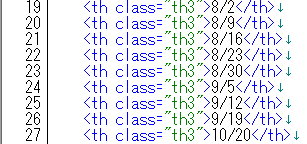 19 <th class="th3">8/2</th>↓
20 <th class="th3">8/9</th>↓
21 <th class="th3">8/16</th>↓
22 <th class="th3">8/23</th>↓
23 <th class="th3">8/30</th>↓
24 <th class="th3">9/5</th>↓
25 <th class="th3">9/12</th>↓
26 <th class="th3">9/19</th>↓
27 <th class="th3">10/20</th>↓